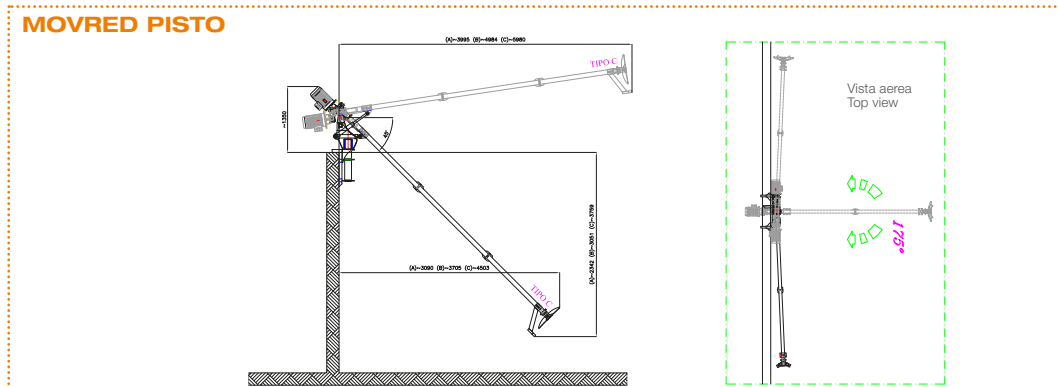 MOVRED PISTO
(A)~3995 (B)~4984 (C)~5980
TIPO C
~1350
45°
(A)~2342 (B)~3051 (C)~3759
(A)~3090 (B)~3705 (C)~4503
TIPO C
Vista aerea
Top view
175°